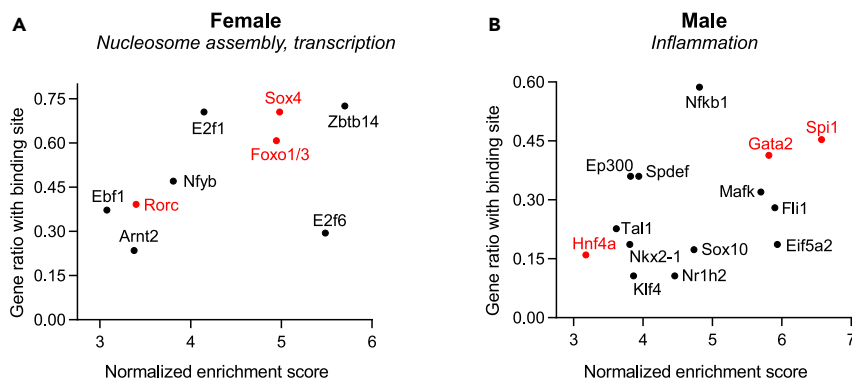 A
Female
Nucleosome assembly, transcription
Gene ratio with binding site
0.75
0.60
0.45
0.30
0.15
0.00
3
4
5
6
Normalized enrichment score
Sox4
E2f1
Zbtb14
Foxo1/3
Nfyb
Ebf1
Rorc
Arnt2
E2f6
B
Male
Inflammation
Gene ratio with binding site
0.60
0.45
0.30
0.15
0.00
3
4
5
6
7
Normalized enrichment score
Nfkb1
Spi1
Gata2
Ep300
Spdef
Mafk
Fli1
Tal1
Hnf4a
Nkx2-1
Sox10
Eif5a2
Klf4
Nr1h2